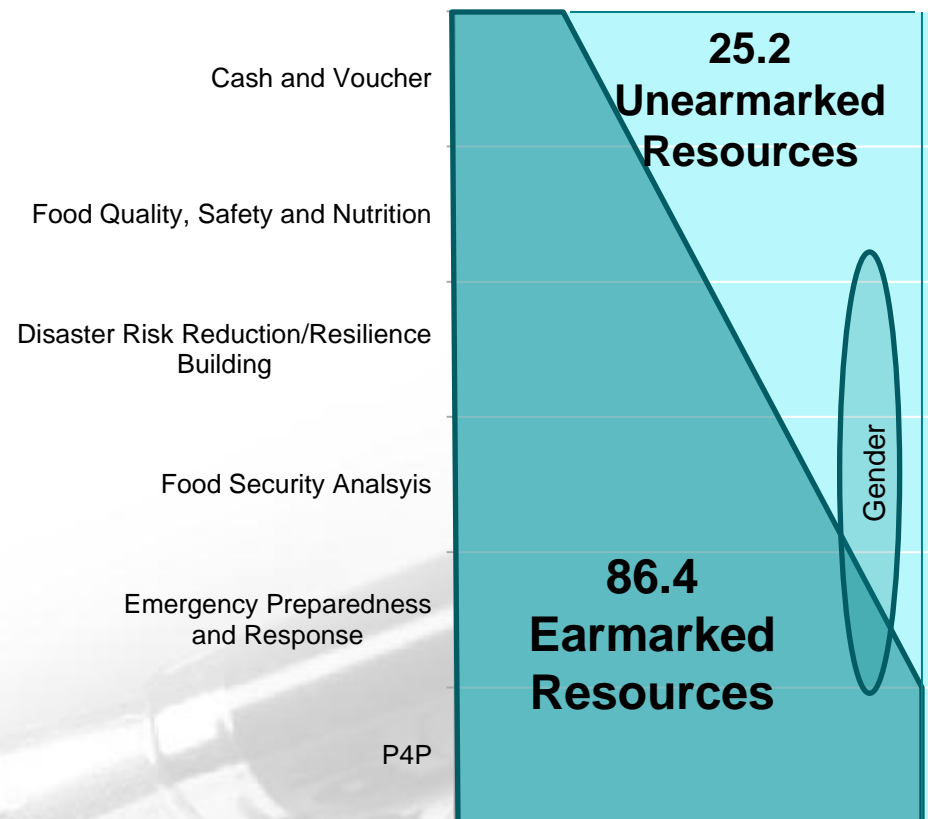 Cash and Voucher
Food Quality, Safety and Nutrition
Disaster Risk Reduction/Resilience
Building
Food Security Analsyis
Emergency Preparedness
and Response
P4P
25.2
Unearmarked
Resources
Gender
86.4
Earmarked
Resources